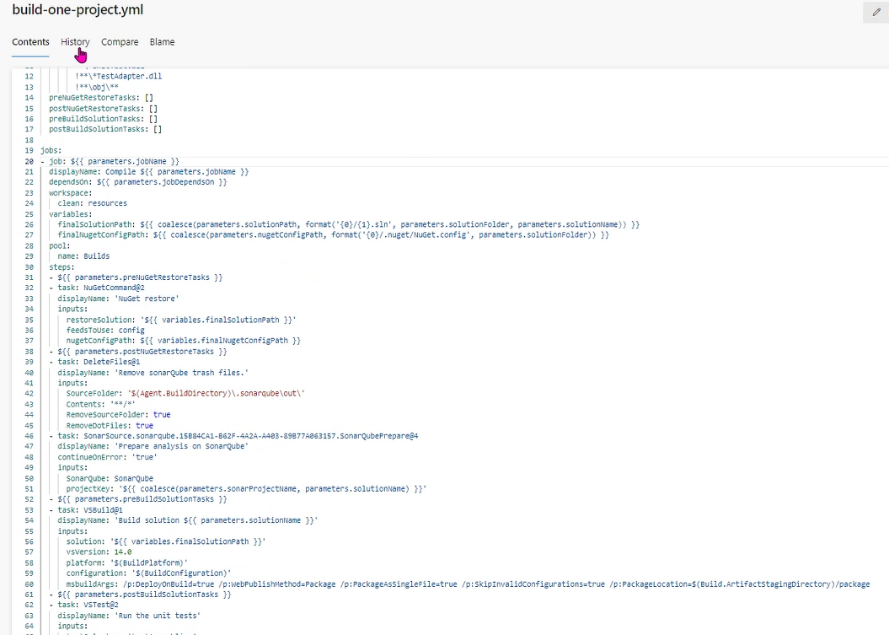 build-one-project.yml
Contents History Compare Blame
12 !**\*TestAdapter.dll
13 !**\obj\**
14 preNuGetRestoreTasks: []
15 postNuGetRestoreTasks: []
16 preBuildSolutionTasks: []
17 postBuildSolutionTasks: []
18
19 jobs:
20 - job: ${{ parameters.jobName }}
21 displayName: Compile ${{ parameters.jobName }}
22 dependsOn: ${{ parameters.jobDependsOn }}
23 workspace:
24 clean: resources
25 variables:
26 finalSolutionPath: ${{ coalesce(parameters.solutionPath, format('{0}/{1}.sln', parameters.solutionFolder, parameters.solutionName)) }}
27 finalNugetConfigPath: ${{ coalesce(parameters.nugetConfigPath, format('{0}/.nuget/NuGet.config', parameters.solutionFolder)) }}
28 pool:
29 name: Builds
30 steps:
31 - ${{ parameters.preNuGetRestoreTasks }}
32 - task: NuGetCommand@2
33 displayName: 'NuGet restore'
34 inputs:
35 restoreSolution: '${{ variables.finalSolutionPath }}'
36 feedsToUse: config
37 nugetConfigPath: ${{ variables.finalNugetConfigPath }}
38 - ${{ parameters.postNuGetRestoreTasks }}
39 - task: DeleteFiles@1
40 displayName: 'Remove sonarQube trash files.'
41 inputs:
42 SourceFolder: '$(Agent.BuildDirectory)\.sonarqube\out\'
43 Contents: '**/*'
44 RemoveSourceFolder: true
45 RemoveDotFiles: true
46 - task: SonarSource.sonarqube.15B84CA1-B62F-4A2A-A403-89B77A063157.SonarQubePrepare@4
47 displayName: 'Prepare analysis on SonarQube'
48 continueOnError: 'true'
49 inputs:
50 SonarQube: SonarQube
51 projectKey: '${{ coalesce(parameters.sonarProjectName, parameters.solutionName) }}'
52 - ${{ parameters.preBuildSolutionTasks }}
53 - task: VSBuild@1
54 displayName: 'Build solution ${{ parameters.solutionName }}'
55 inputs:
56 solution: '${{ variables.finalSolutionPath }}'
57 vsVersion: 14.0
58 platform: '$(BuildPlatform)'
59 configuration: '$(BuildConfiguration)'
60 msbuildArgs: /p:DeployOnBuild=true /p:WebPublishMethod=Package /p:PackageAsSingleFile=true /p:SkipInvalidConfigurations=true /p:PackageLocation=$(Build.ArtifactStagingDirectory)/package
61 - ${{ parameters.postBuildSolutionTasks }}
62 - task: VSTest@2
63 displayName: 'Run the unit tests'
64 inputs: